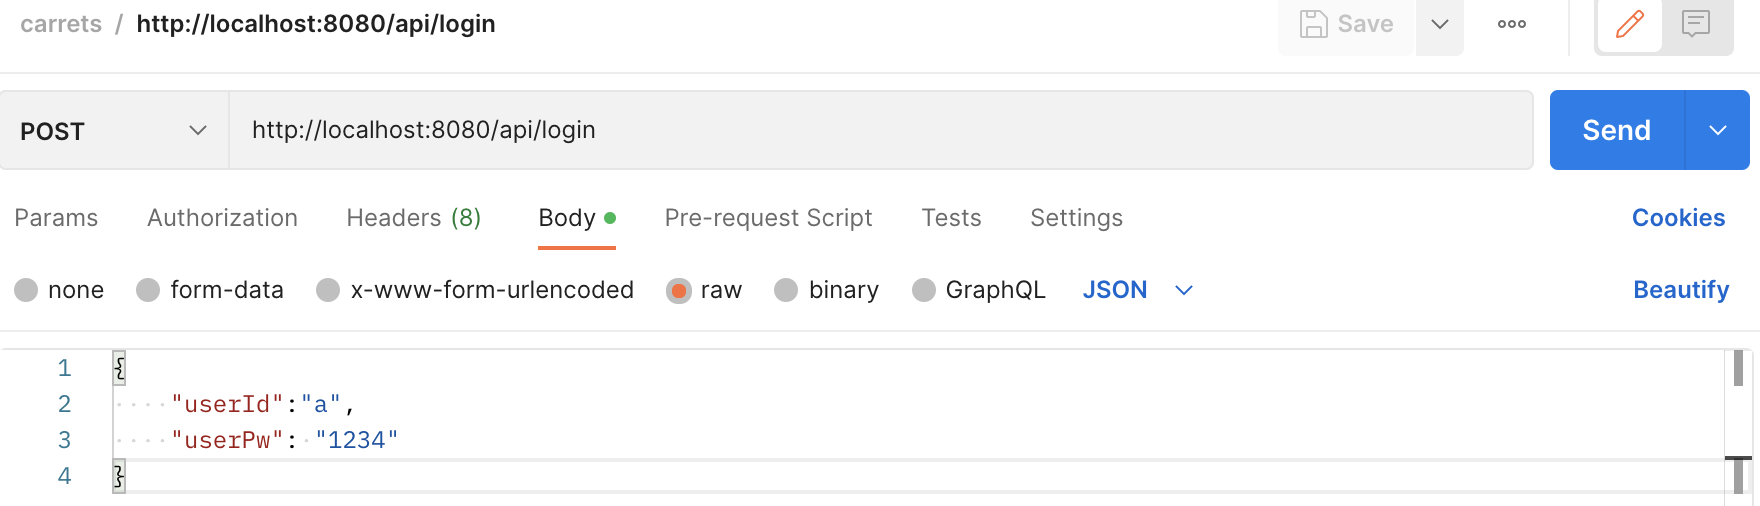 carrets / http://localhost:8080/api/login Save ooo
POST http://localhost:8080/api/login Send
Params Authorization Headers (8) Body Pre-request Script Tests Settings Cookies
none form-data x-www-form-urlencoded raw binary GraphQL JSON Beautify
1 {
2 "userId":"a",
3 "userPw": "1234"
4 }